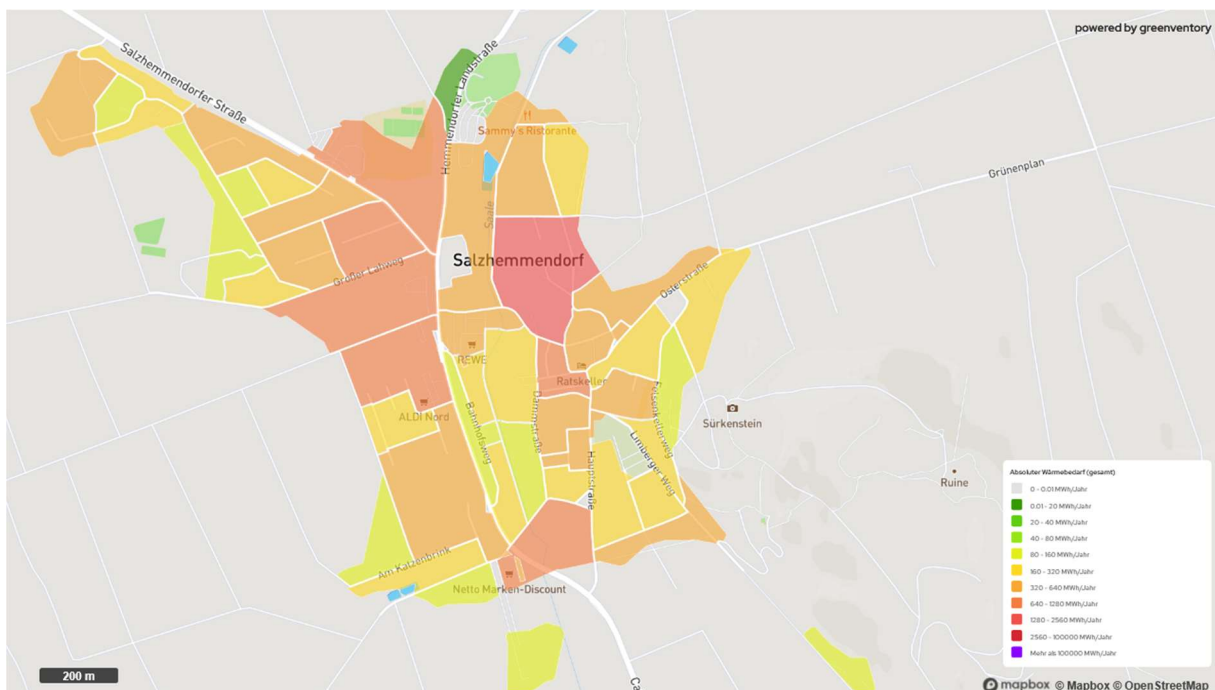 powered by greenventory
Salzhemmendorfer Straße
Hemmendorfer Landstraße
Sammy's Ristorante
Grünenplan
Saale
Salzhemmendorf
Großer Lahweg
Osterstraße
REWE
Ratskeller
ALDI Nord
Bahnhofsweg
Dammstraße
Felsenkellerweg
Sürkenstein
Limberger Weg
Hauptstraße
Ruine
Am Katzenbrink
Netto Marken-Discount
Absoluter Wärmebedarf (gesamt)
0 - 0.01 MWh/Jahr
0.01 - 20 MWh/Jahr
20 - 40 MWh/Jahr
40 - 80 MWh/Jahr
80 - 160 MWh/Jahr
160 - 320 MWh/Jahr
320 - 640 MWh/Jahr
640 - 1280 MWh/Jahr
1280 - 2560 MWh/Jahr
2560 - 100000 MWh/Jahr
Mehr als 100000 MWh/Jahr
200 m
Ca
mapbox © Mapbox © OpenStreetMap